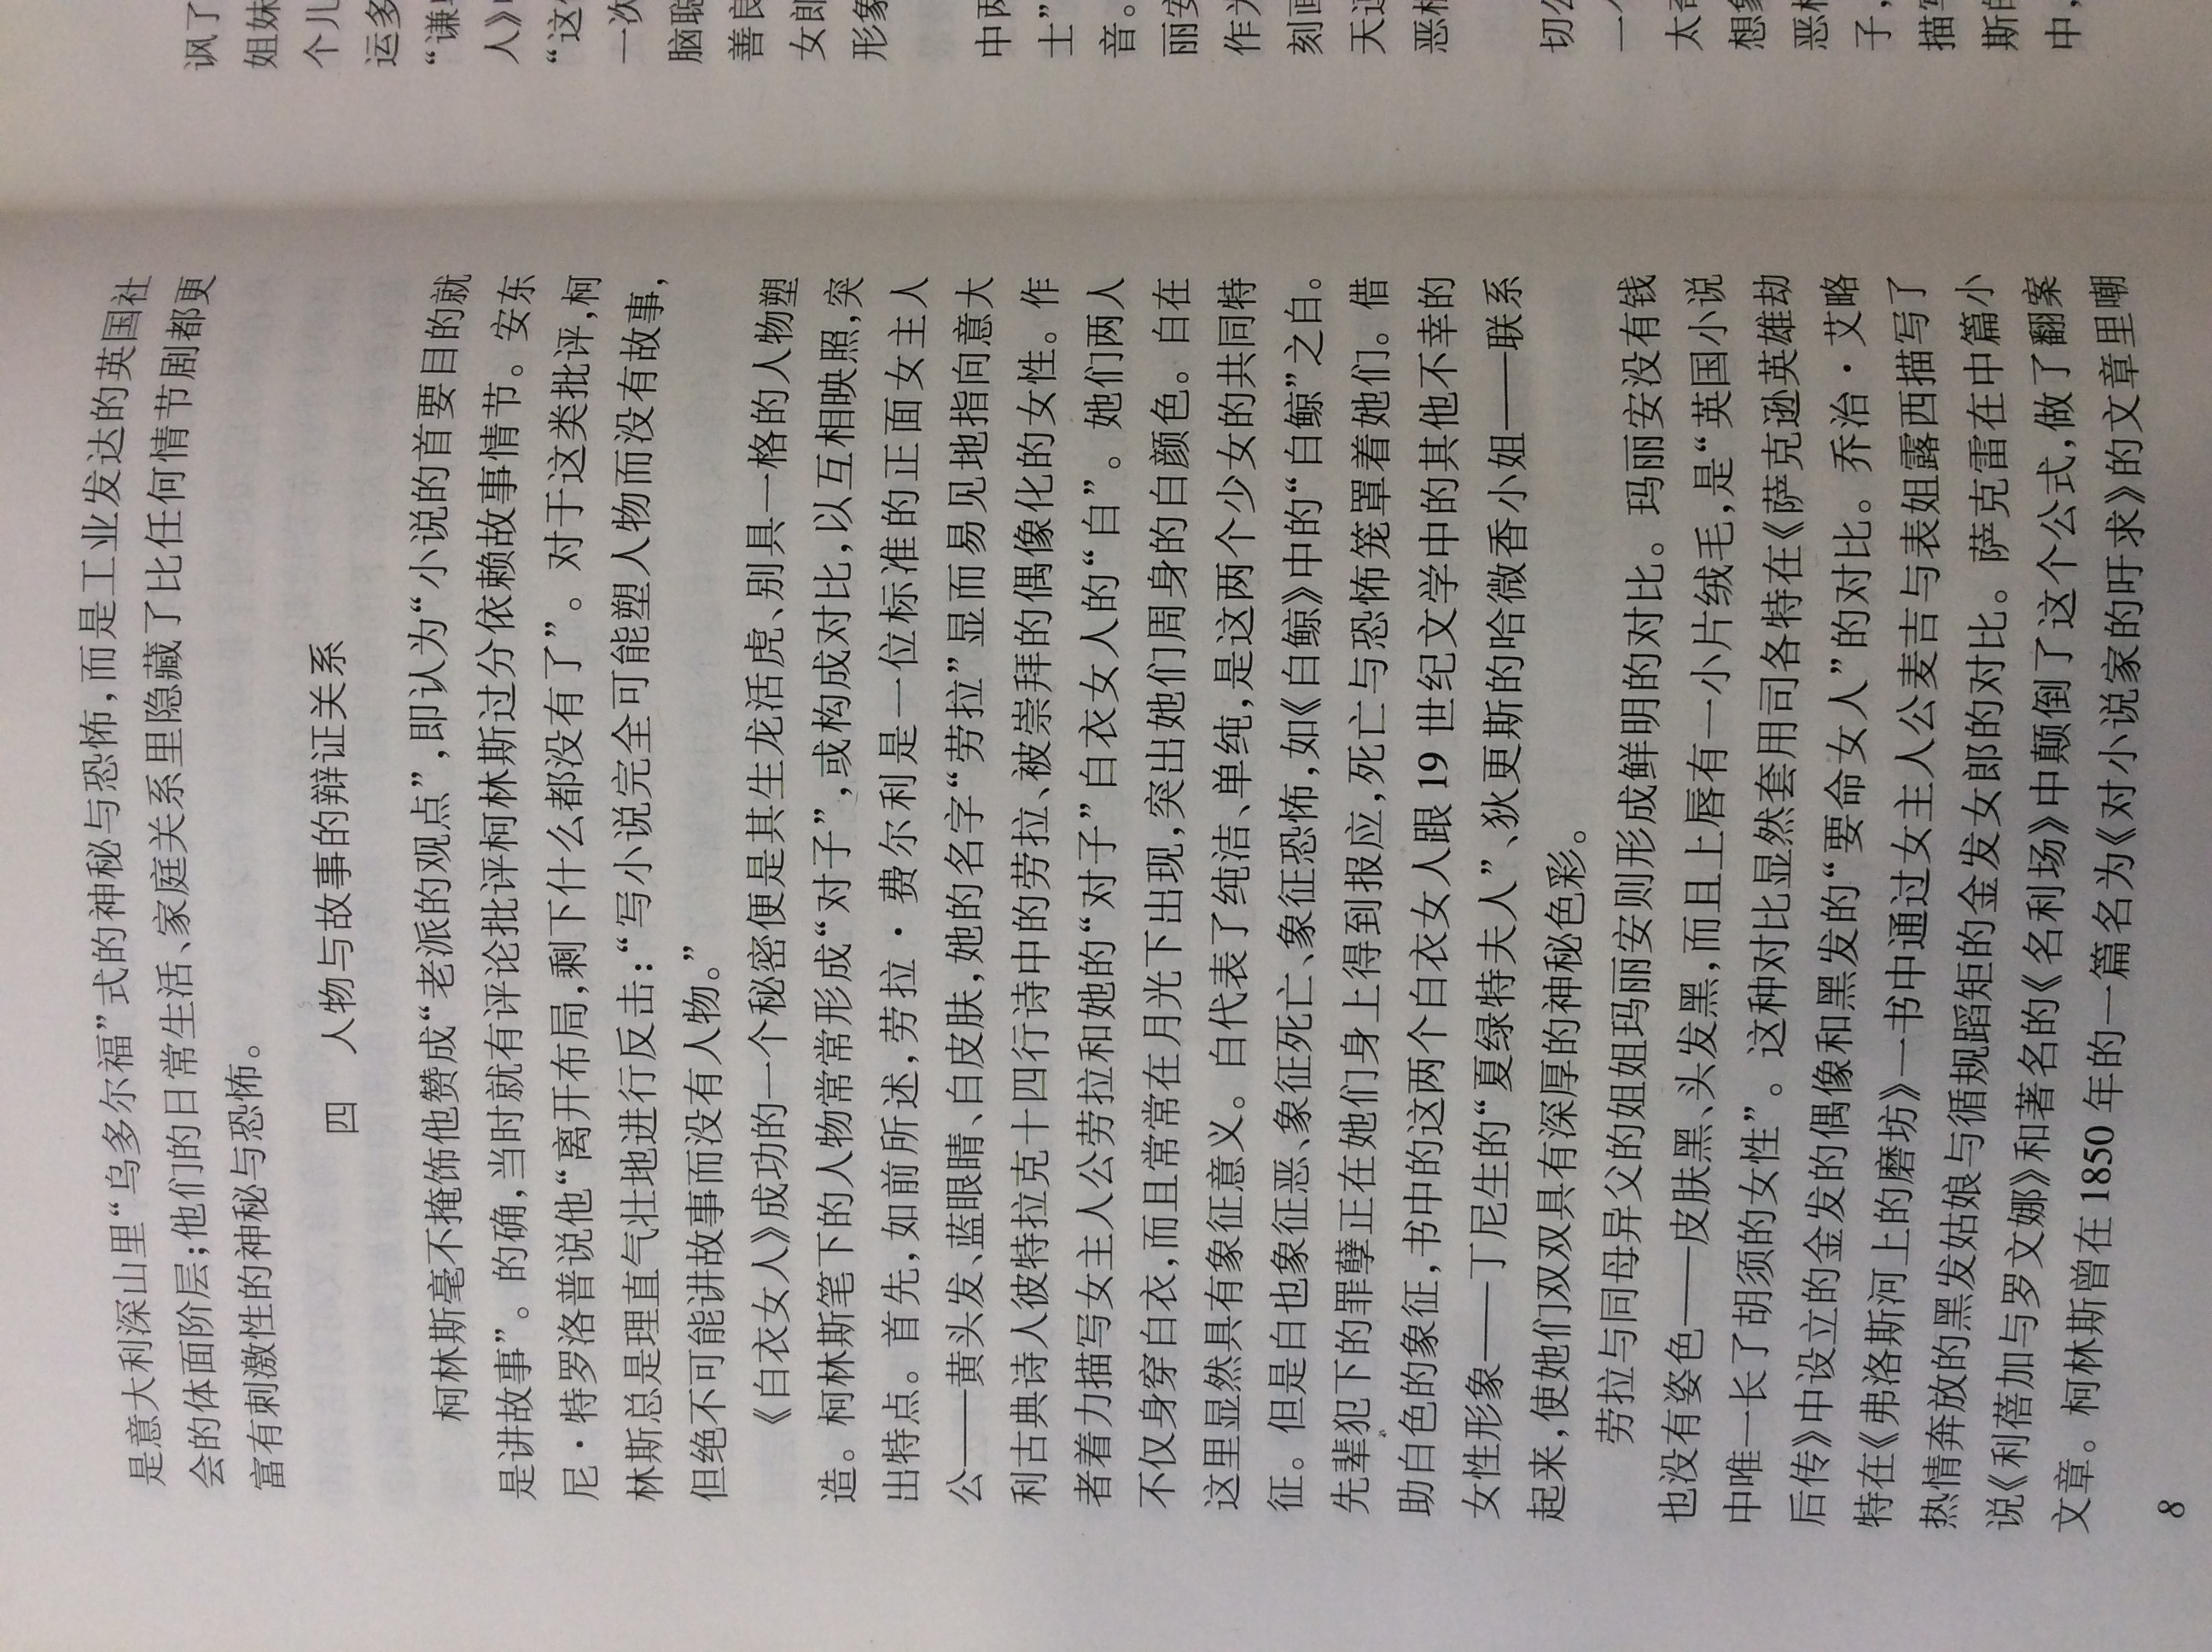 是意大利深山里“乌多尔福”式的神秘与恐怖,而是工业发达的英国社
会的体面阶层;他们的日常生活、家庭关系里隐藏了比任何情节剧都更
富有刺激性的神秘与恐怖。
四 人物与故事的辩证关系
柯林斯毫不掩饰他赞成“老派的观点”,即认为“小说的首要目的就
是讲故事”。的确,当时就有评论批评柯林斯过分依赖故事情节。安东
尼·特罗洛普说他“离开布局,剩下什么都没有了”。对于这类批评,柯
林斯总是理直气壮地进行反击:“写小说完全可能塑人物而没有故事,
但绝不可能讲故事而没有人物。”
《白衣女人》成功的一个秘密便是其生龙活虎、别具一格的人物塑
造。柯林斯笔下的人物常常形成“对子”,或构成对比,以互相映照,突
出特点。首先,如前所述,劳拉·费尔利是一位标准的正面女主人
公——黄头发、蓝眼睛、白皮肤,她的名字“劳拉”显而易见地指向意大
利古典诗人彼特拉克十四行诗中的劳拉、被崇拜的偶像化的女性。作
者着力描写女主人公劳拉和她的“对子”白衣女人的“白”。她们两人
不仅身穿白衣,而且常常在月光下出现,突出她们周身的白颜色。白在
这里显然具有象征意义。白代表了纯洁、单纯,是这两个少女的共同特
征。但是白也象征恶、象征死亡、象征恐怖,如《白鲸》中的“白鲸”之白。
先辈犯下的罪孽正在她们身上得到报应,死亡与恐怖笼罩着她们。借
助白色的象征,书中的这两个白衣女人跟 19 世纪文学中的其他不幸的
女性形象——丁尼生的“夏绿特夫人”、狄更斯的哈微香小姐——联系
起来,使她们双双具有深厚的神秘色彩。
劳拉与同母异父的姐姐玛丽安则形成鲜明的对比。玛丽安没有钱
也没有姿色——皮肤黑、头发黑,而且上唇有一小片绒毛,是“英国小说
中唯一长了胡须的女性”。这种对比显然套用司各特在《萨克逊英雄劫
后传》中设立的金发的偶像和黑发的“要命女人”的对比。乔治·艾略
特在《弗洛斯河上的磨坊》一书中通过女主人公麦吉与表姐露西描写了
热情奔放的黑发姑娘与循规蹈矩的金发女郎的对比。萨克雷在中篇小
说《利蓓加与罗文娜》和著名的《名利场》中颠倒了这个公式,做了翻案
文章。柯林斯曾在 1850 年的一篇名为《对小说家的吁求》的文章里嘲
8
讽了
姐妹
个儿
运多
“谦
人》
“这
一次
脑聪
善良
女郎
形象
中两
士”
音。
丽安
作为
刻画
天
恶
切公
一个
太奇
想象
恶
子,
描写
斯的
中,